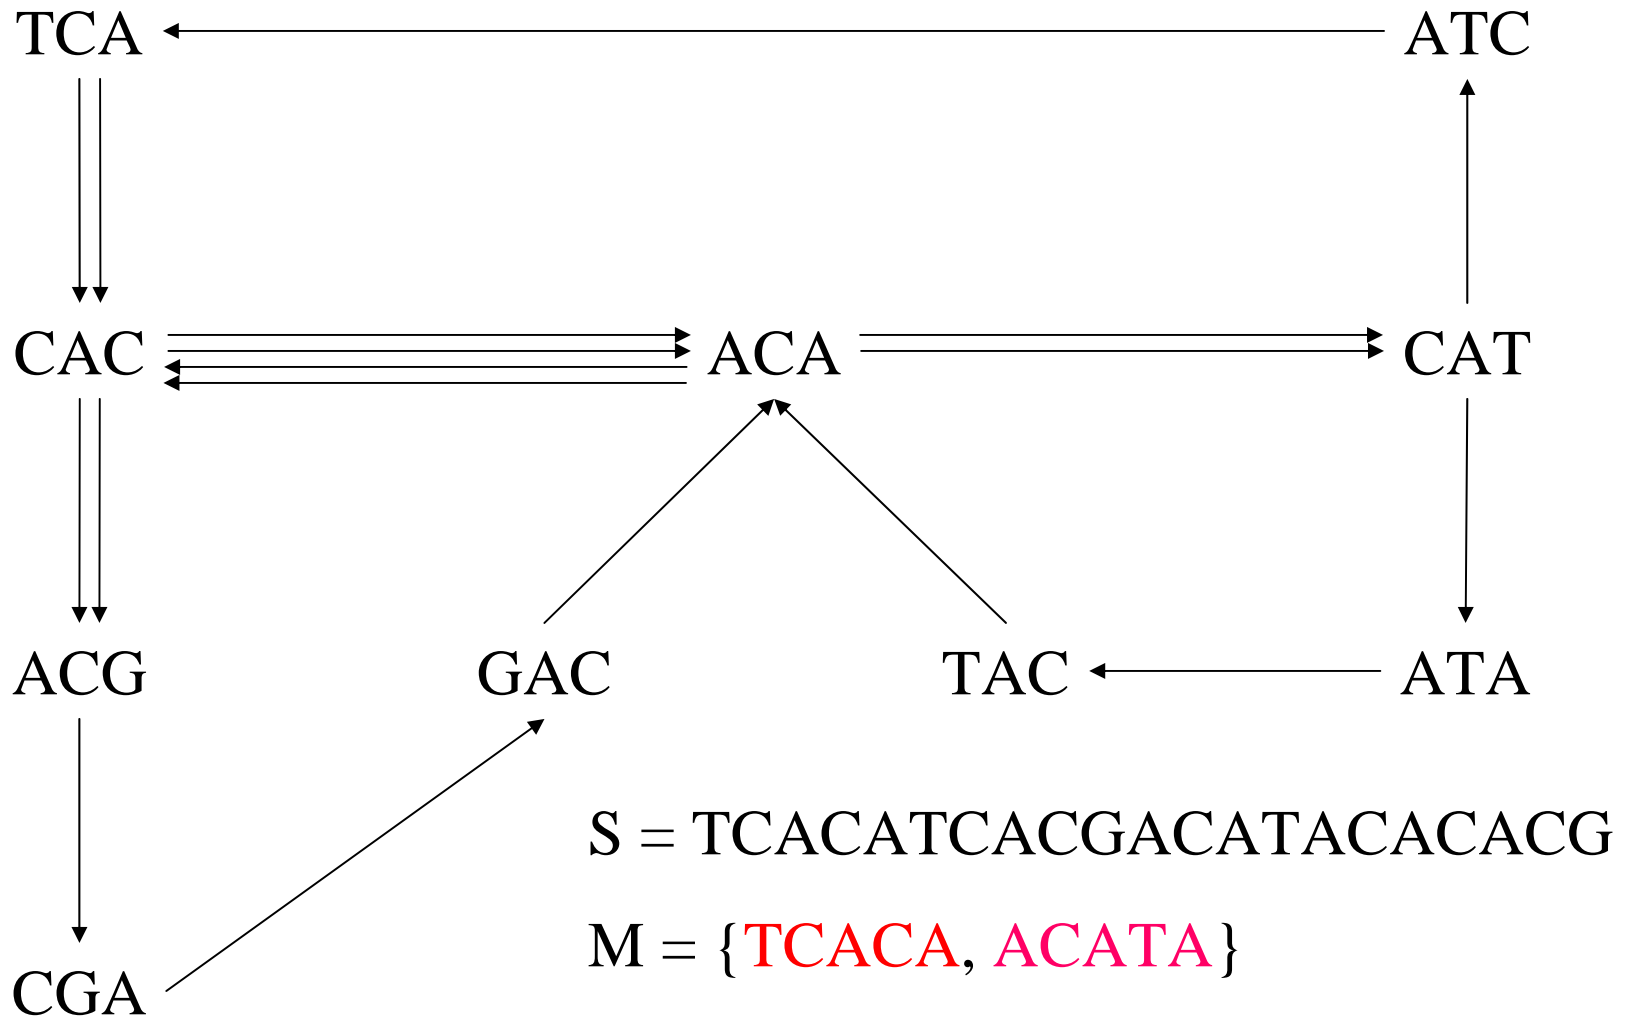 TCA ATC
CAC ACA CAT
ACG GAC TAC ATA
S = TCACATCACGACATACACACG
M = {TCACA, ACATA}
CGA